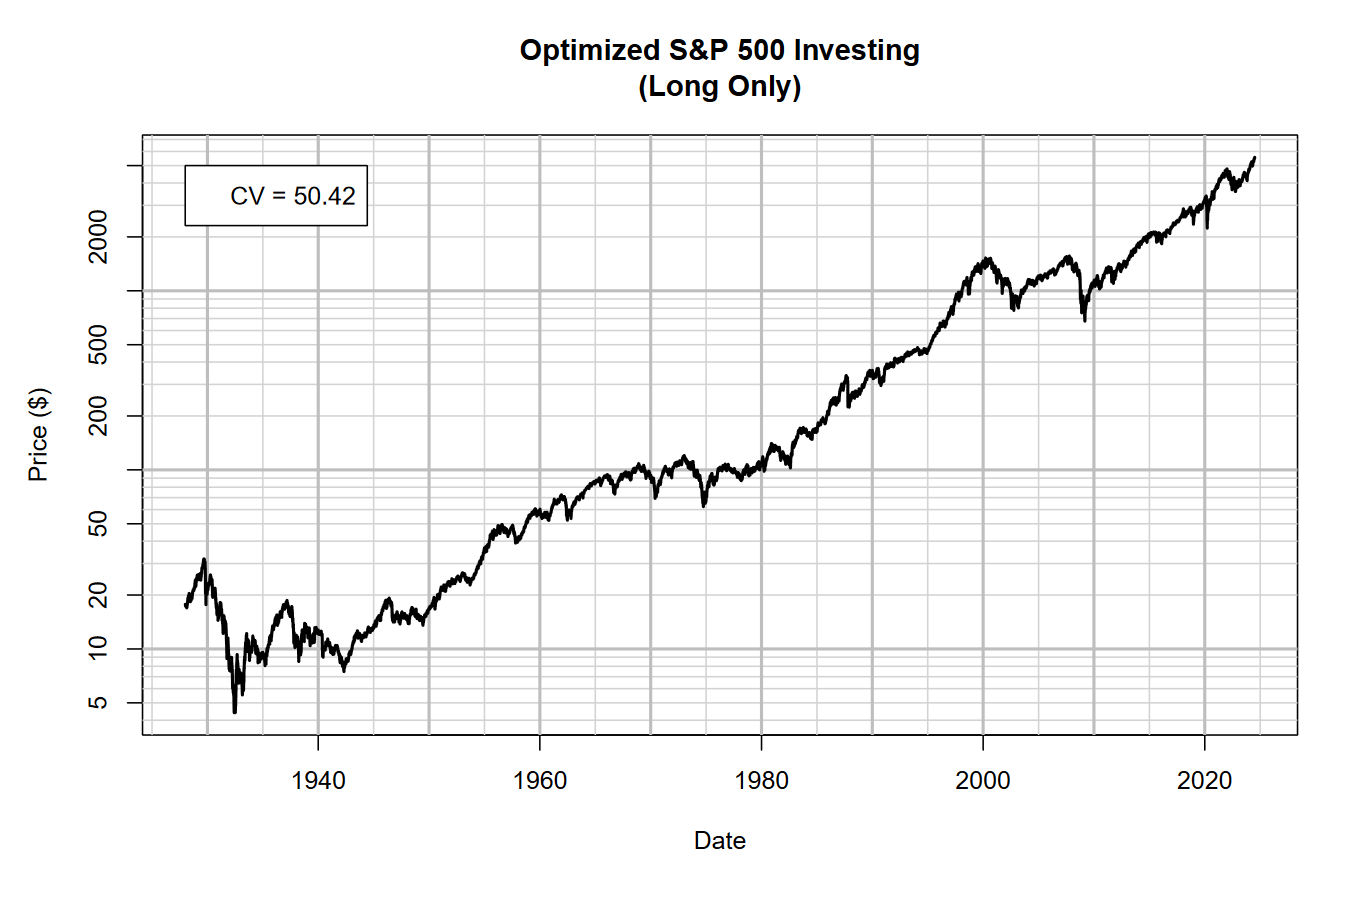 Optimized S&P 500 Investing
(Long Only)
CV = 50.42
Price ($)
2000
500
200
50
20
10
5
1940 1960 1980 2000 2020
Date